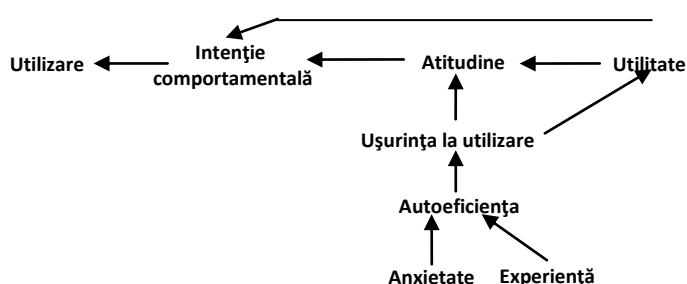 Intenţie
Utilizare
comportamentală
Atitudine
Utilitate
Uşurinţa la utilizare
Autoeficienţa
Anxietate
Experienţă